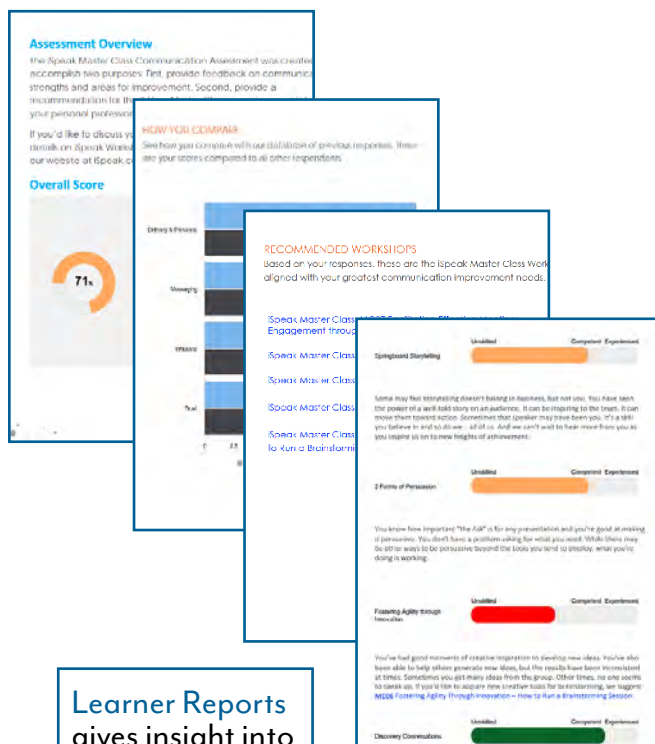 Assessment Overview
The iSpeak Master Class Communication Assessment was created
accomplish two purposes. First, provide feedback on communica
strengths and areas for improvement. Second, provide a
recommendation for the
your personal profession
If you'd like to discuss yo
details on iSpeak Worksh
our website at iSpeak.c
Overall Score
71%
HOW YOU COMPARE
See how you compare with our database of previous responses. These
are your scores compared to all other respondents.
Delivery & Presence
Messaging
Trust
0 2.5
RECOMMENDED WORKSHOPS
Based on your responses, these are the iSpeak Master Class Work
aligned with your greatest communication improvement needs.
iSpeak Master Class
Engagement throug
iSpeak Master Class
iSpeak Master Class
iSpeak Master Class
iSpeak Master Class
to Run a Brainstormi
Unskilled Competent Experienced
Springboard Storytelling
Some may feel storytelling doesn't belong in business, but not you. You have seen
the power of a well-told story on an audience. It can be inspiring to the team. It can
move them toward action. Sometimes that speaker may have been you. It's a skill
you believe in and so do we - all of us. And we can't wait to hear more from you as
you inspire us on to new heights of achievement.
Unskilled Competent Experienced
3 Forms of Persuasion
You know how important "the Ask" is for any presentation and you're good at making
it persuasive. You don't have a problem asking for what you need. While there may
be other ways to be persuasive beyond the tools you tend to employ, what you're
doing is working.
Unskilled Competent Experienced
Fostering Agility through
Innovation
You've had good moments of creative inspiration to develop new ideas. You've also
been able to help others generate new ideas, but the results have been inconsistent
at times. Sometimes you get many ideas from the group. Other times, no one seems
to speak up. If you'd like to acquire new creative tools for brainstorming, we suggest
Fostering Agility Through Innovation – How to Run a Brainstorming Session
Unskilled Competent Experienced
Discovery Conversations
Learner Reports
gives insight into